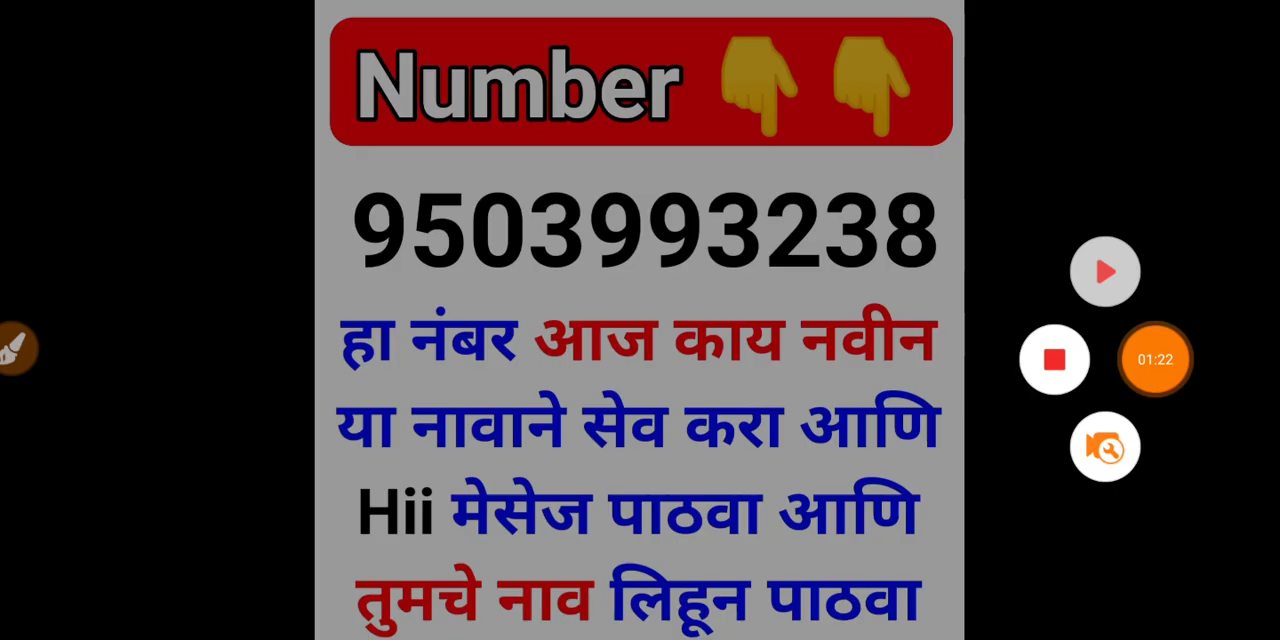 Number 👇 👇
9503993238
हा नंबर आज काय नवीन
या नावाने सेव करा आणि
Hii मेसेज पाठवा आणि
तुमचे नाव लिहून पाठवा
01:22